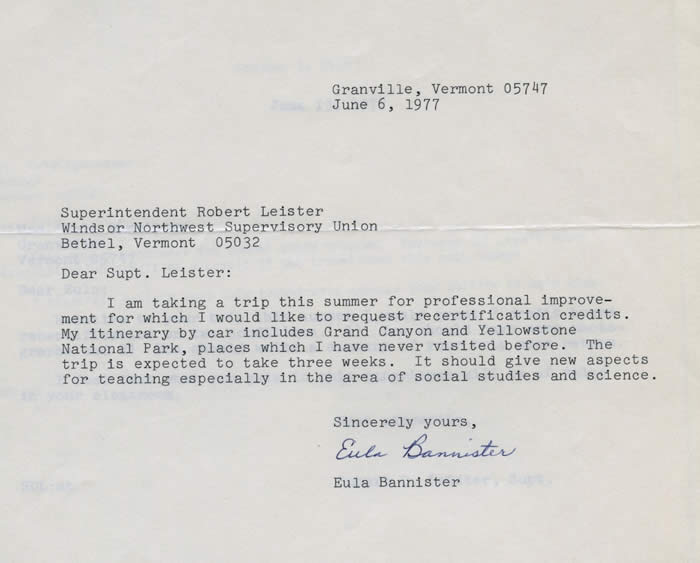 Granville, Vermont 05747
June 6, 1977
Superintendent Robert Leister
Windsor Northwest Supervisory Union
Bethel, Vermont  05032
Dear Supt. Leister:
I am taking a trip this summer for professional improve-
ment for which I would like to request recertification credits.
My itinerary by car includes Grand Canyon and Yellowstone
National Park, places which I have never visited before.  The
trip is expected to take three weeks.  It should give new aspects
for teaching especially in the area of social studies and science.
Sincerely yours,
Eula Bannister
Eula Bannister